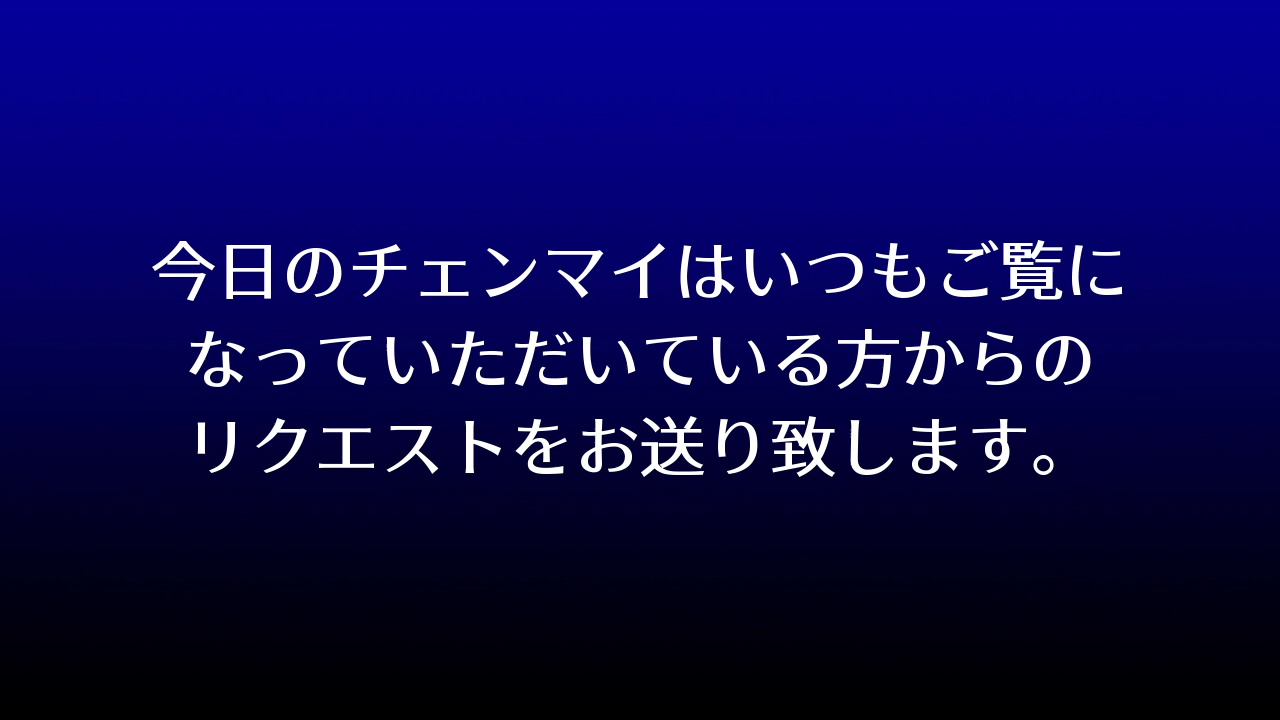 今日のチェンマイはいつもご覧に
なっていただいている方からの
リクエストをお送り致します。